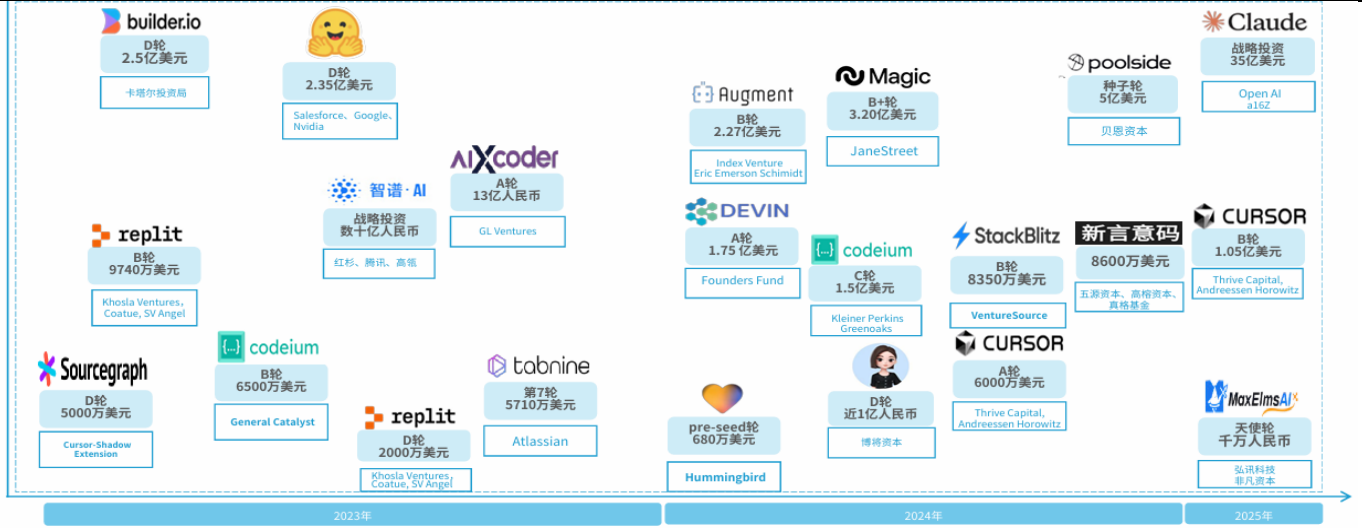 builder.io
D轮
2.5亿美元
卡塔尔投资局
D轮
2.35亿美元
Salesforce、Google、
Nvidia
AIXcoder
A轮
13亿人民币
GL Ventures
智谱·AI
战略投资
数十亿人民币
红杉、腾讯、高瓴
replit
B轮
9740万美元
Khosla Ventures,
Coatue, SV Angel
Sourcegraph
D轮
5000万美元
Cursor-Shadow
Extension
{...} codeium
B轮
6500万美元
General Catalyst
replit
D轮
2000万美元
Khosla Ventures,
Coatue, SV Angel
tabnine
第7轮
5710万美元
Atlassian
Augment
B轮
2.27亿美元
Index Venture
Eric Emerson Schimidt
Magic
B+轮
3.20亿美元
JaneStreet
poolside
种子轮
5亿美元
贝恩资本
Claude
战略投资
35亿美元
Open AI
a16Z
DEVIN
A轮
1.75 亿美元
Founders Fund
{...} codeium
C轮
1.5亿美元
Kleiner Perkins
Greenoaks
StackBlitz
B轮
8350万美元
VentureSource
新言意码
8600万美元
五源资本、高榕资本、
真格基金
CURSOR
B轮
1.05亿美元
Thrive Capital,
Andreessen Horowitz
pre-seed轮
680万美元
Hummingbird
D轮
近1亿人民币
博将资本
CURSOR
A轮
6000万美元
Thrive Capital,
Andreessen Horowitz
MaxElmsAI
天使轮
千万人民币
弘讯科技
非凡资本
2023年
2024年
2025年